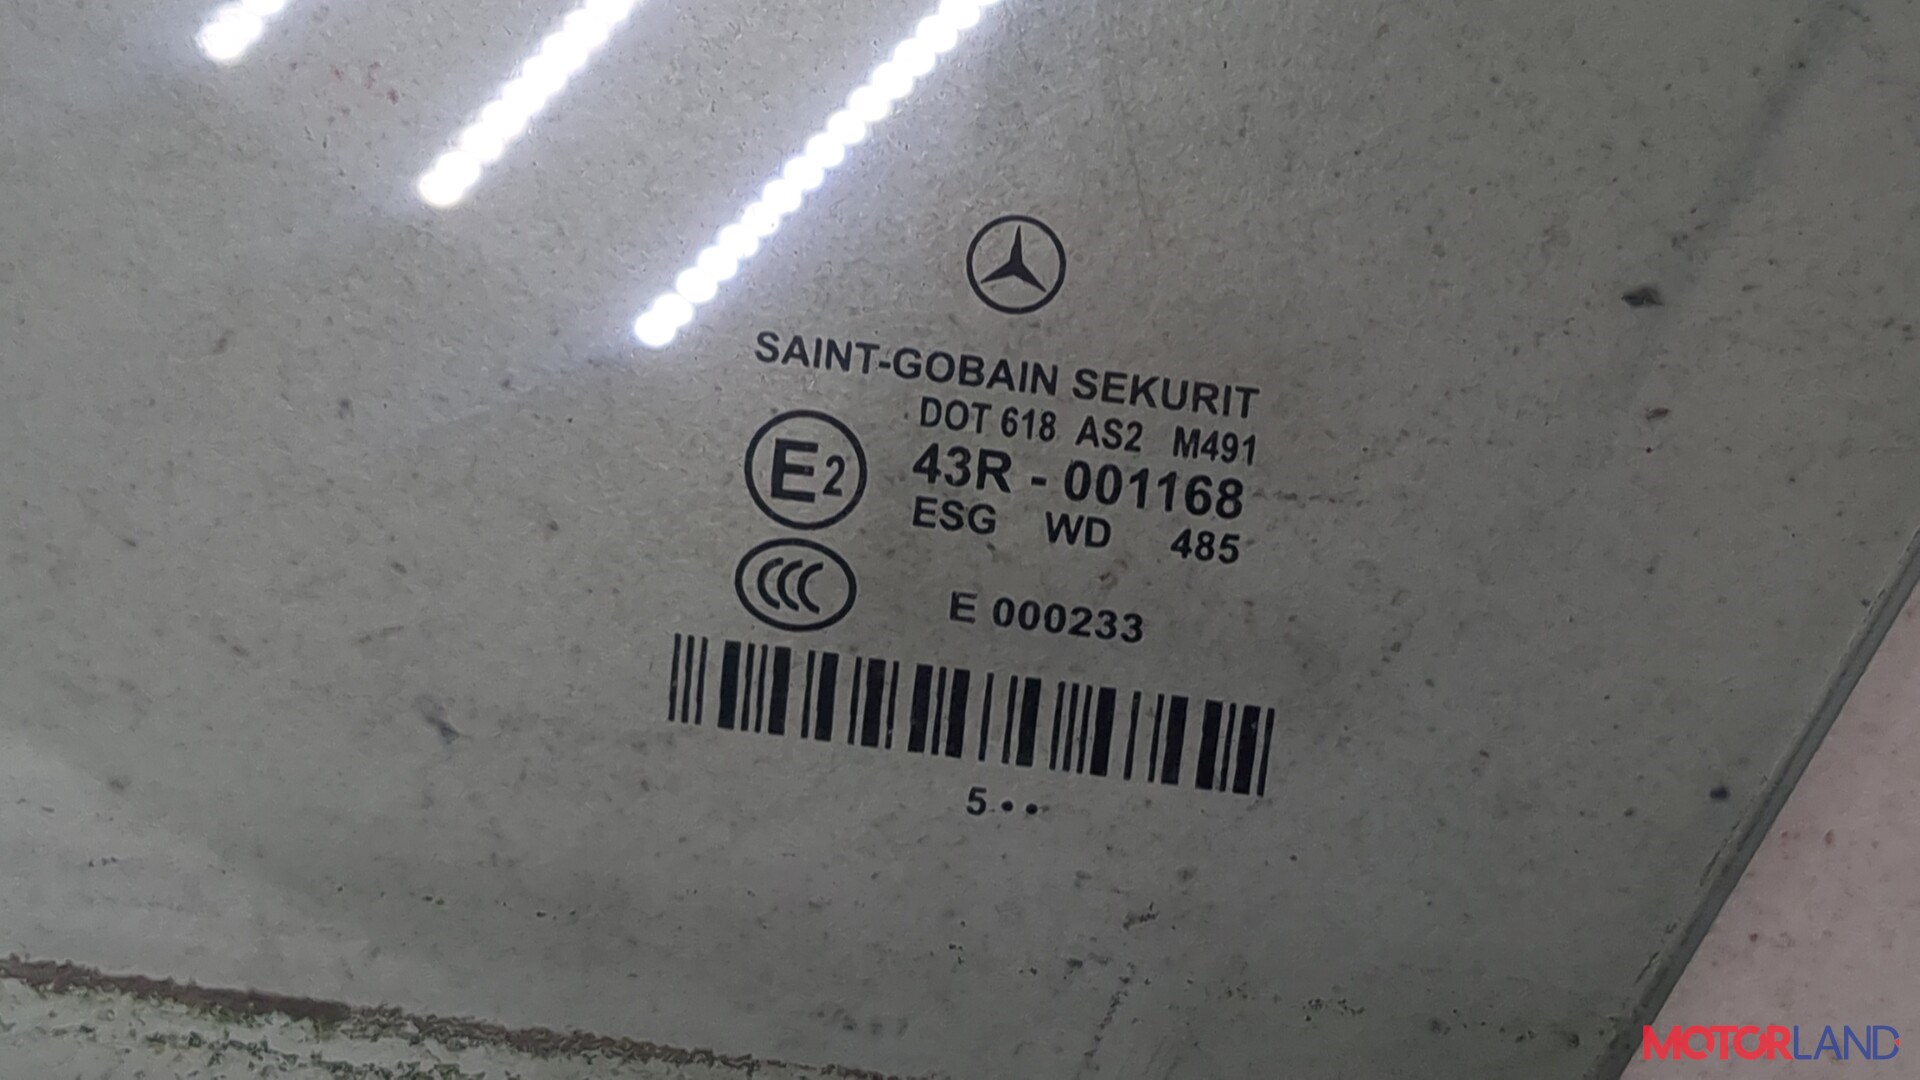 SAINT-GOBAIN SEKURIT
DOT 618 AS2 M491
E2
43R - 001168
ESG WD 485
CCC
E 000233
5••
MOTORLAND